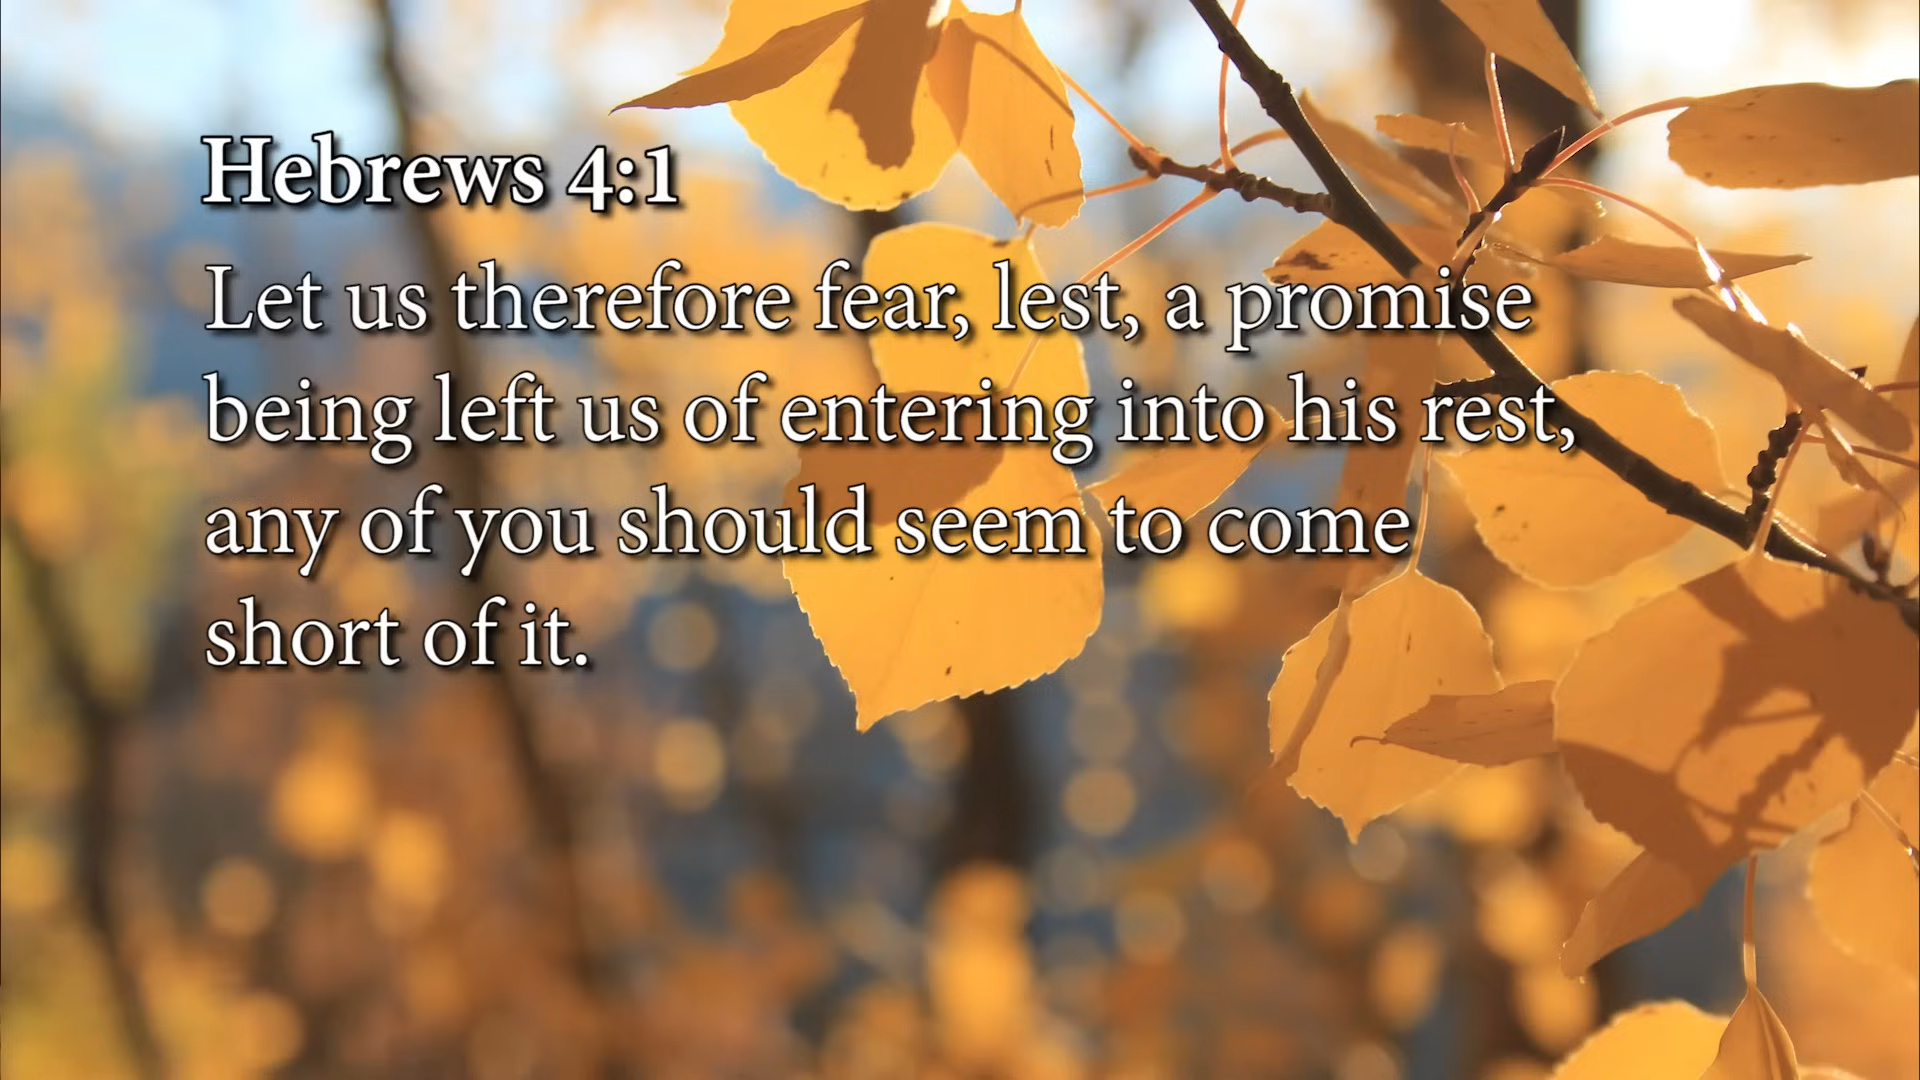 Hebrews 4:1
Let us therefore fear, lest, a promise
being left us of entering into his rest,
any of you should seem to come
short of it.